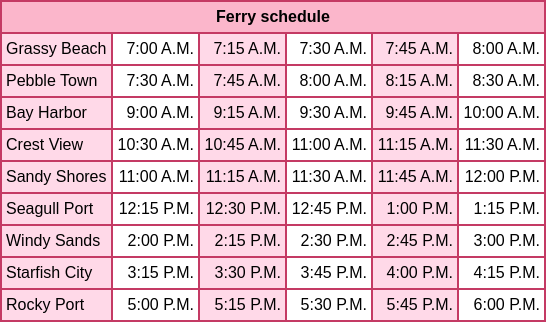 Ferry schedule
Grassy Beach 7:00 A.M. 7:15 A.M. 7:30 A.M. 7:45 A.M. 8:00 A.M.
Pebble Town 7:30 A.M. 7:45 A.M. 8:00 A.M. 8:15 A.M. 8:30 A.M.
Bay Harbor 9:00 A.M. 9:15 A.M. 9:30 A.M. 9:45 A.M. 10:00 A.M.
Crest View 10:30 A.M. 10:45 A.M. 11:00 A.M. 11:15 A.M. 11:30 A.M.
Sandy Shores 11:00 A.M. 11:15 A.M. 11:30 A.M. 11:45 A.M. 12:00 P.M.
Seagull Port 12:15 P.M. 12:30 P.M. 12:45 P.M. 1:00 P.M. 1:15 P.M.
Windy Sands 2:00 P.M. 2:15 P.M. 2:30 P.M. 2:45 P.M. 3:00 P.M.
Starfish City 3:15 P.M. 3:30 P.M. 3:45 P.M. 4:00 P.M. 4:15 P.M.
Rocky Port 5:00 P.M. 5:15 P.M. 5:30 P.M. 5:45 P.M. 6:00 P.M.